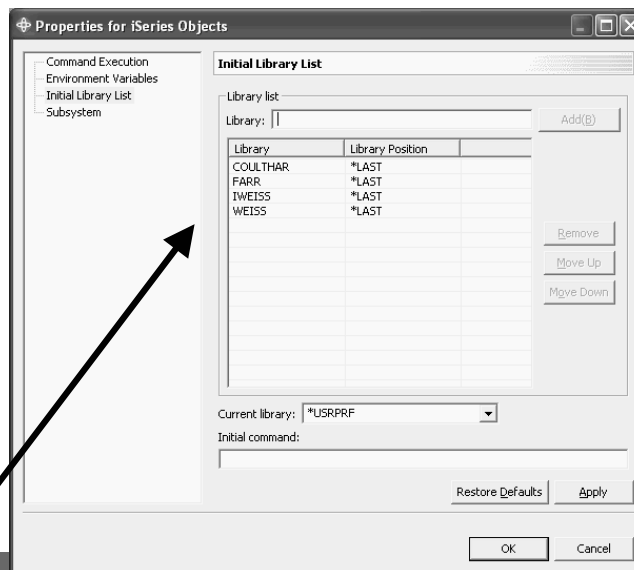 Properties for iSeries Objects
Command Execution
Environment Variables
Initial Library List
Subsystem
Initial Library List
Library list
Library:
Add(B)
Library Library Position
COULTHAR *LAST
FARR *LAST
IWEISS *LAST
WEISS *LAST
Remove
Move Up
Move Down
Current library: *USRPRF
Initial command:
Restore Defaults Apply
OK Cancel